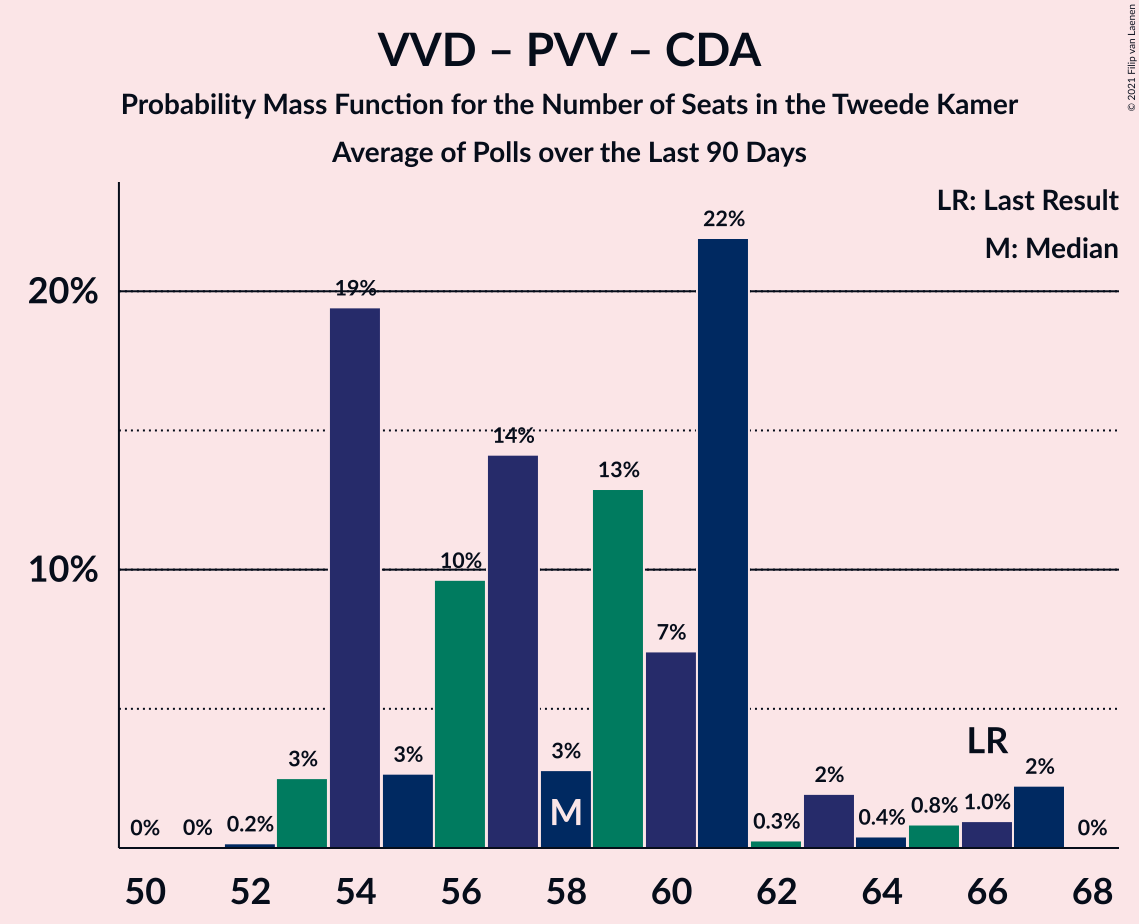 VVD – PVV – CDA
Probability Mass Function for the Number of Seats in the Tweede Kamer
Average of Polls over the Last 90 Days
© 2021 Filip van Laenen
LR: Last Result
M: Median
20%
10%
0%
0%
0.2%
3%
19%
3%
10%
14%
3%
13%
7%
22%
0.3%
2%
0.4%
0.8%
1.0%
2%
0%
M
LR
50 52 54 56 58 60 62 64 66 68